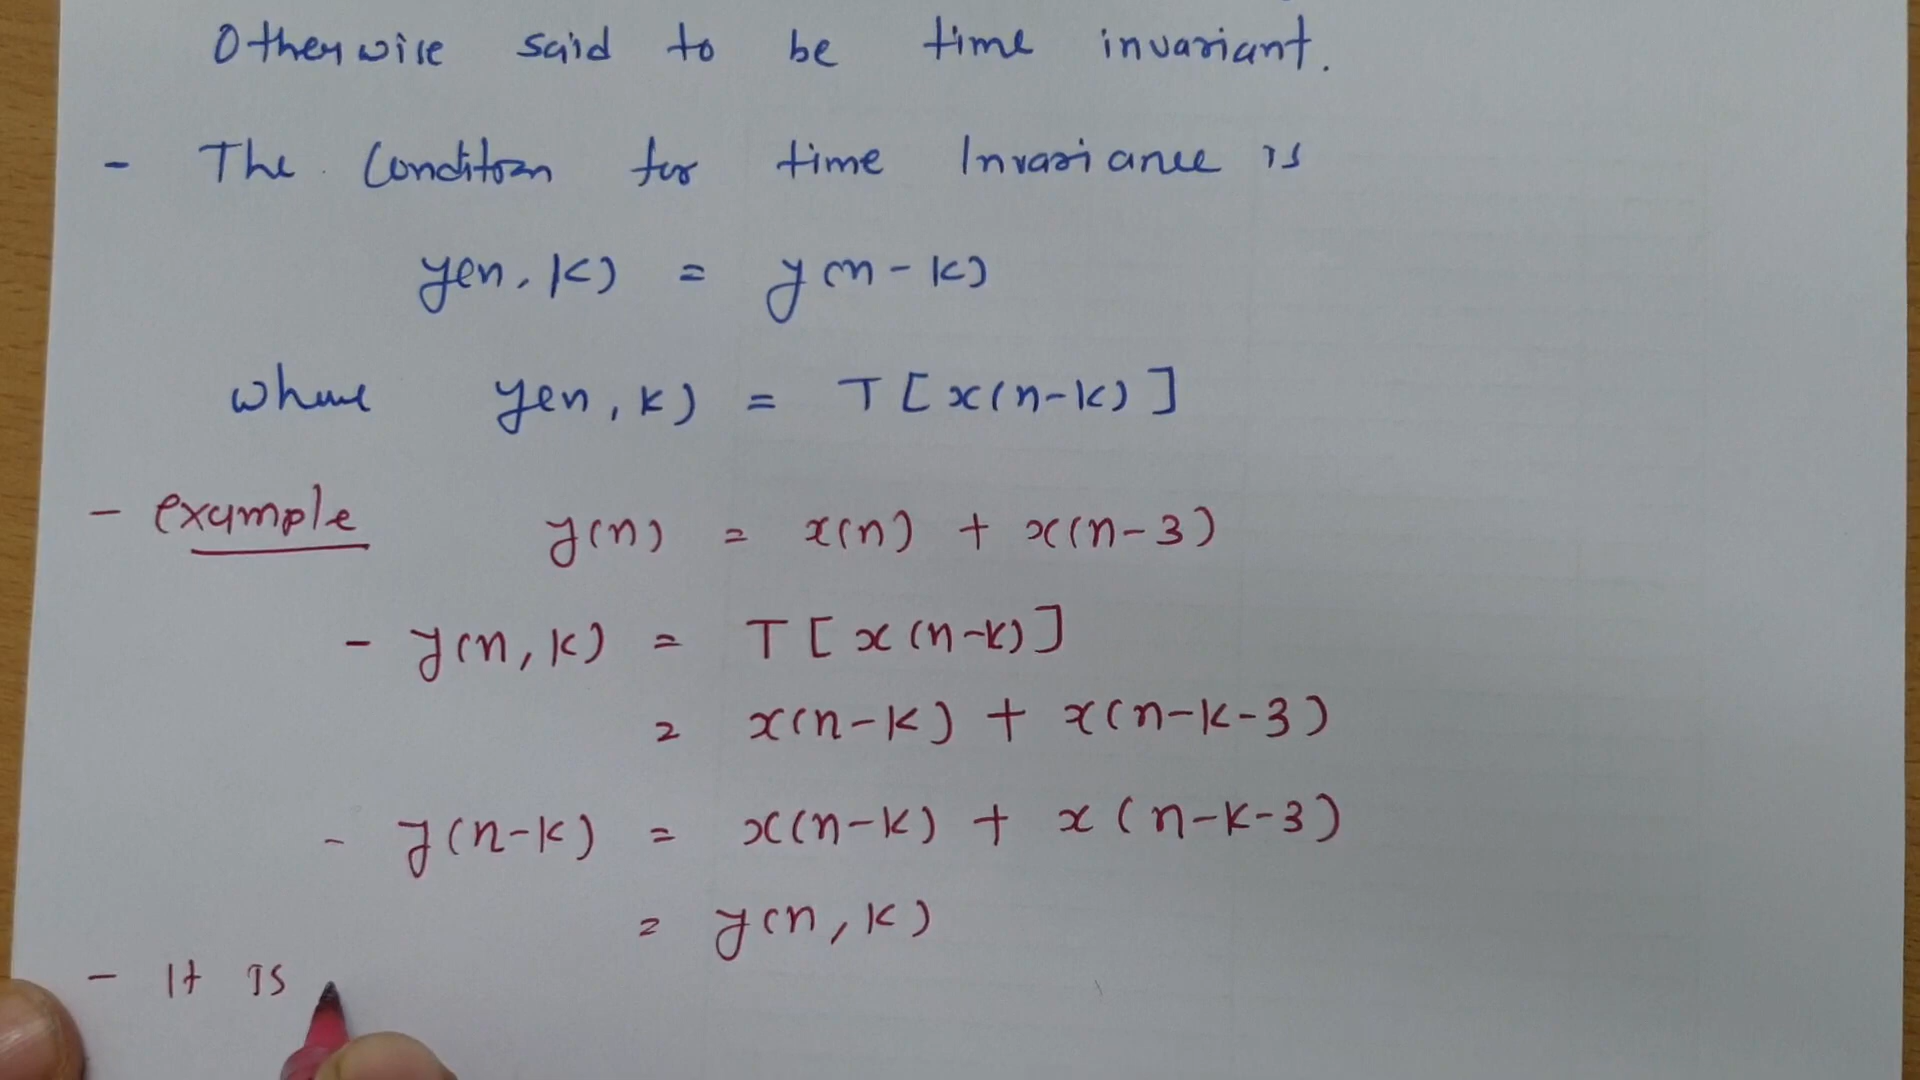 Otherwise said to be time invariant.
- The Condition for time Invariance is
y(n, k) = y(n-k)
where y(n, k) = T[x(n-k)]
- example y(n) = x(n) + x(n-3)
- y(n, k) = T[x(n-k)]
= x(n-k) + x(n-k-3)
- y(n-k) = x(n-k) + x(n-k-3)
= y(n, k)
- It is